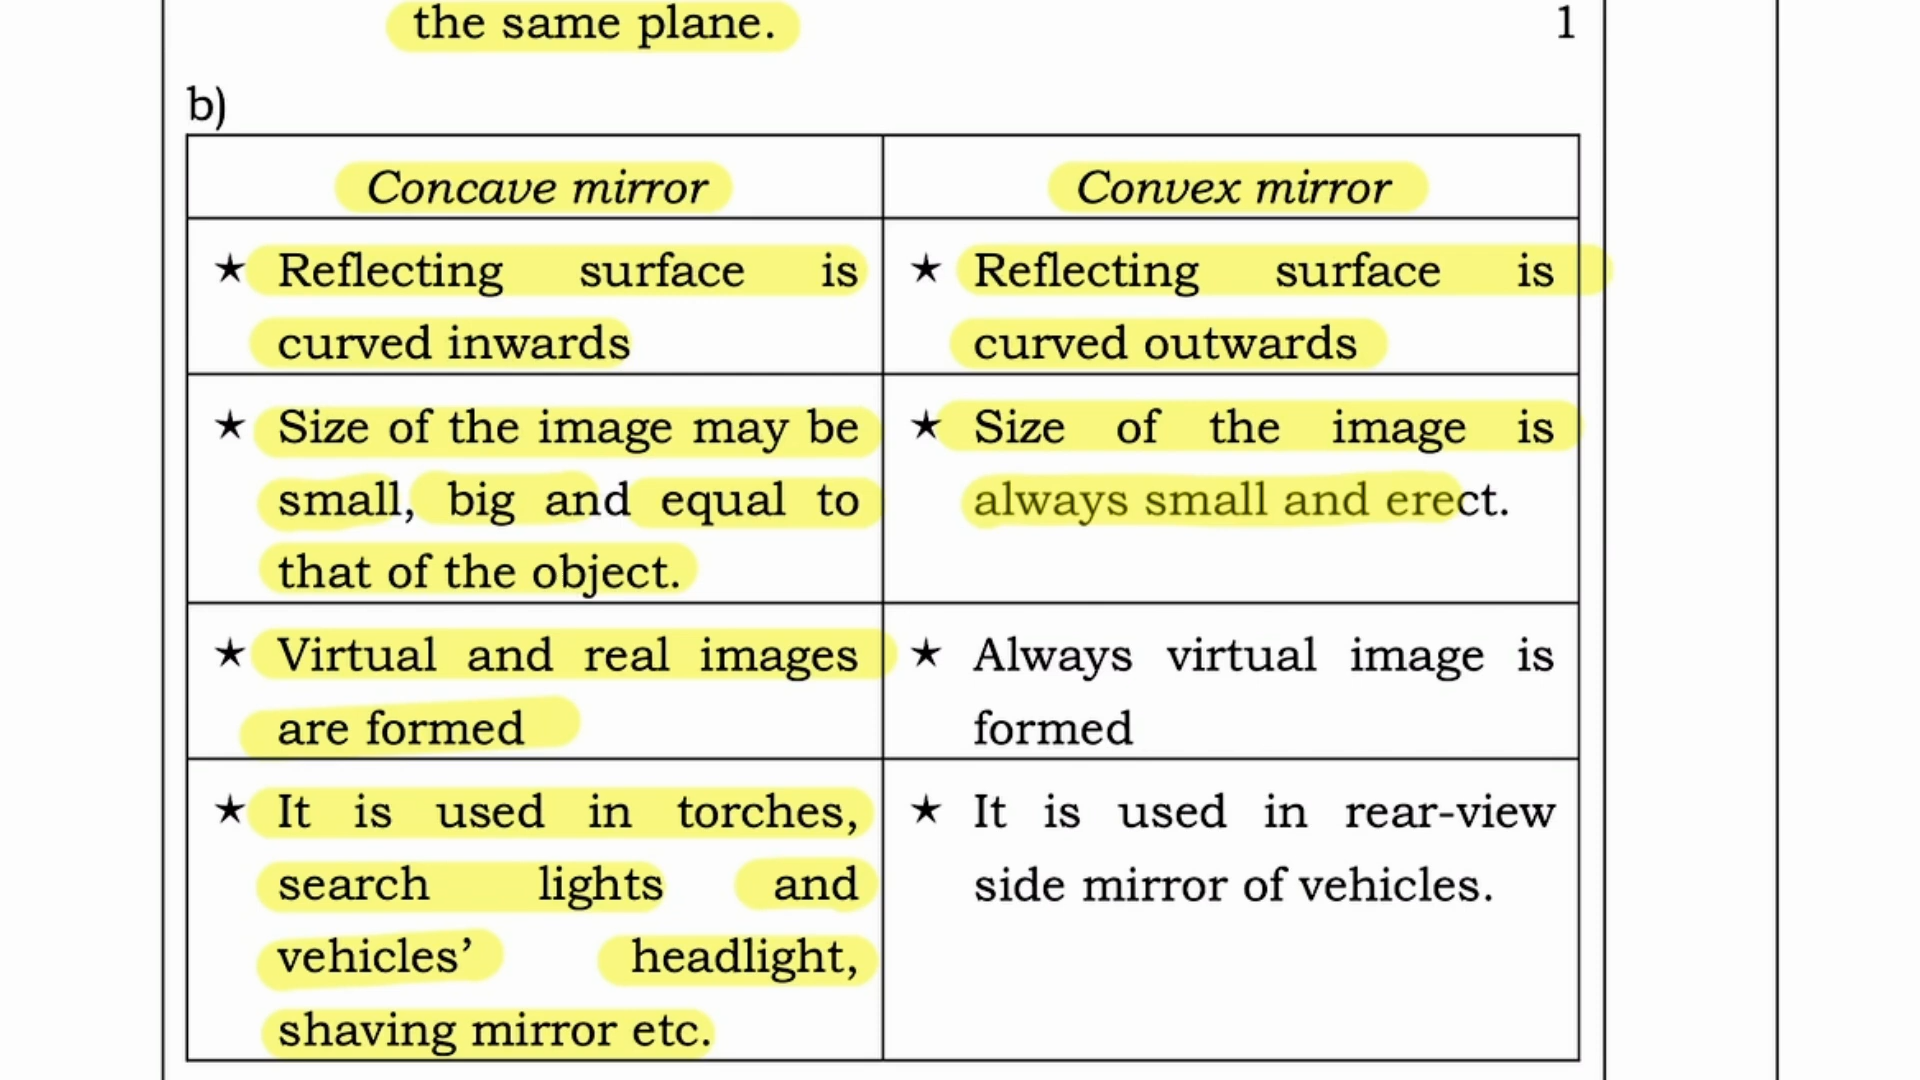 the same plane.
1
b)
Concave mirror
Convex mirror
★ Reflecting surface is
curved inwards
★ Reflecting surface is
curved outwards
★ Size of the image may be
small, big and equal to
that of the object.
★ Size of the image is
always small and erect.
★ Virtual and real images
are formed
★ Always virtual image is
formed
★ It is used in torches,
search lights and
vehicles’ headlight,
shaving mirror etc.
★ It is used in rear-view
side mirror of vehicles.